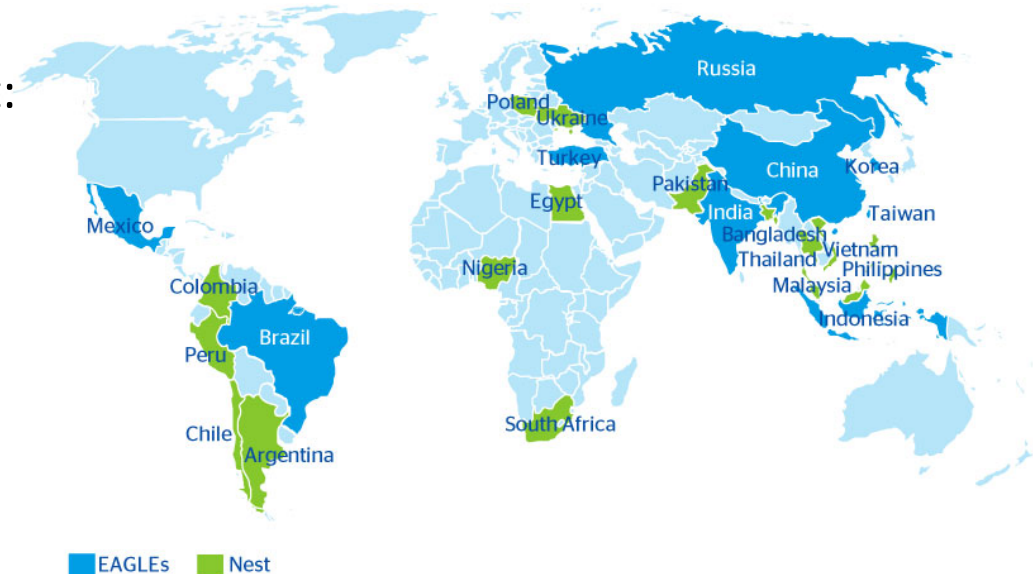 :
Russia
Poland
Ukraine
Turkey
China
Korea
Pakistan
Egypt
India
Taiwan
Mexico
Bangladesh
Vietnam
Thailand
Nigeria
Philippines
Colombia
Malaysia
Indonesia
Brazil
Peru
South Africa
Chile
Argentina
EAGLEs
Nest